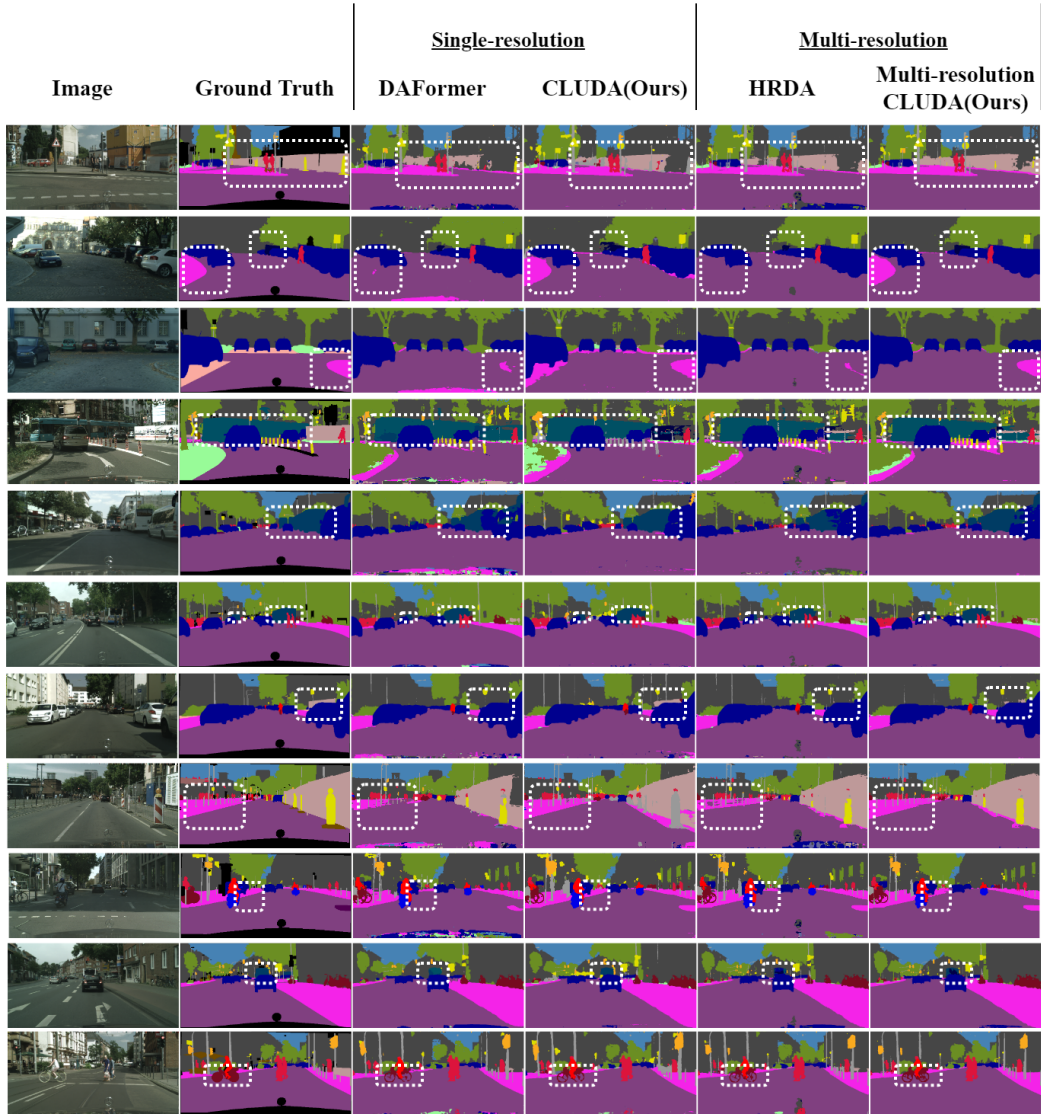 Single-resolution
Multi-resolution
Image
Ground Truth
DAFormer
CLUDA(Ours)
HRDA
Multi-resolution
CLUDA(Ours)